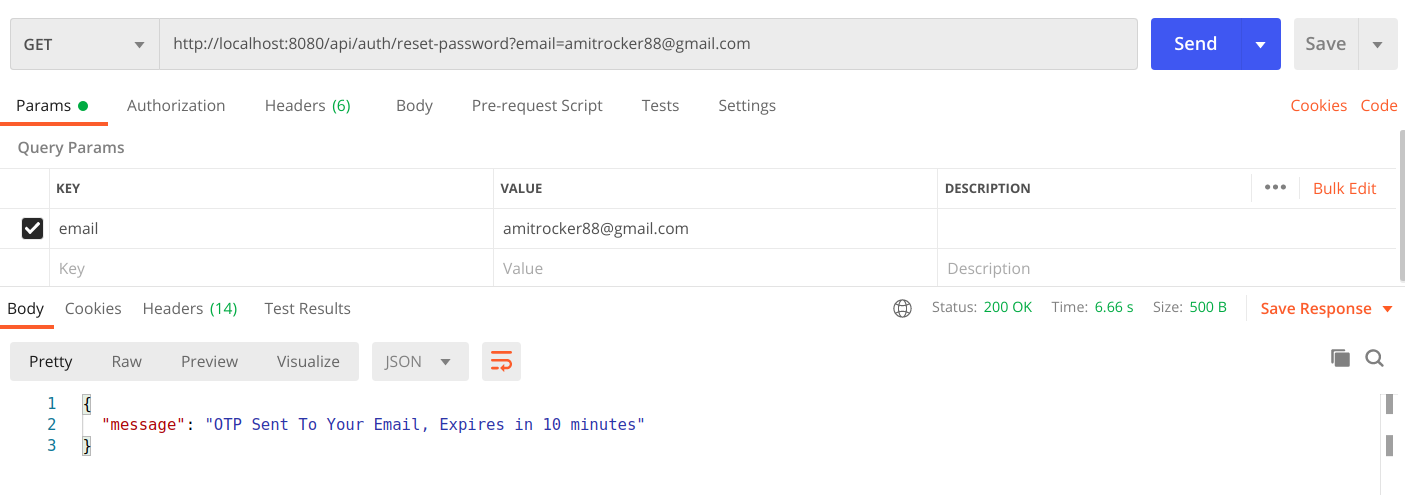 GET http://localhost:8080/api/auth/reset-password?email=amitrocker88@gmail.com Send Save
Params Authorization Headers (6) Body Pre-request Script Tests Settings Cookies Code
Query Params
KEY VALUE DESCRIPTION ••• Bulk Edit
email amitrocker88@gmail.com
Key Value Description
Body Cookies Headers (14) Test Results Status: 200 OK Time: 6.66 s Size: 500 B Save Response
Pretty Raw Preview Visualize JSON
1 {
2 "message": "OTP Sent To Your Email, Expires in 10 minutes"
3 }